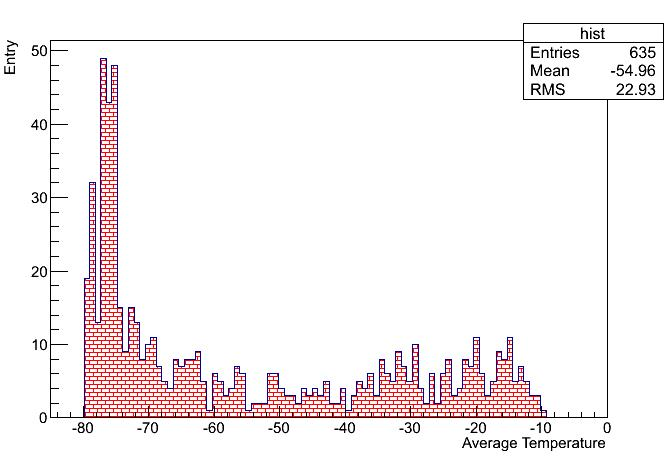 hist
Entries 635
Mean -54.96
RMS 22.93
Entry
50
40
30
20
10
0
-80 -70 -60 -50 -40 -30 -20 -10 0
Average Temperature